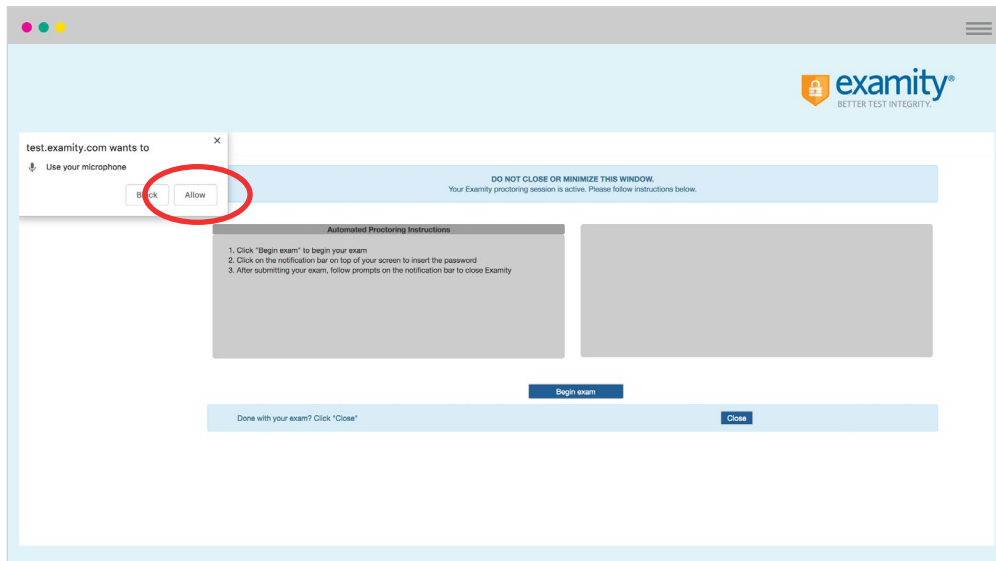 examity®
BETTER TEST INTEGRITY.
test.examity.com wants to
Use your microphone
Block
Allow
DO NOT CLOSE OR MINIMIZE THIS WINDOW.
Your Examity proctoring session is active. Please follow instructions below.
Automated Proctoring Instructions
1. Click "Begin exam" to begin your exam
2. Click on the notification bar on top of your screen to insert the password
3. After submitting your exam, follow prompts on the notification bar to close Examity
Begin exam
Done with your exam? Click "Close"
Close